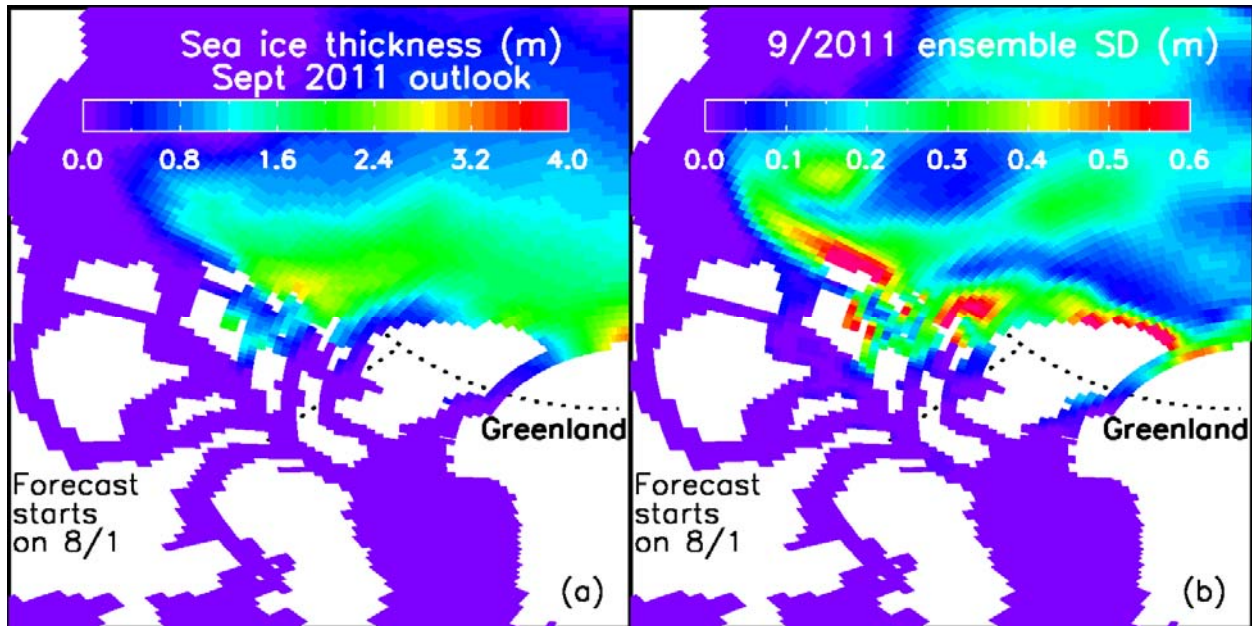 Sea ice thickness (m)
Sept 2011 outlook
0.0 0.8 1.6 2.4 3.2 4.0
Greenland
Forecast
starts
on 8/1
(a)
9/2011 ensemble SD (m)
0.0 0.1 0.2 0.3 0.4 0.5 0.6
Greenland
Forecast
starts
on 8/1
(b)